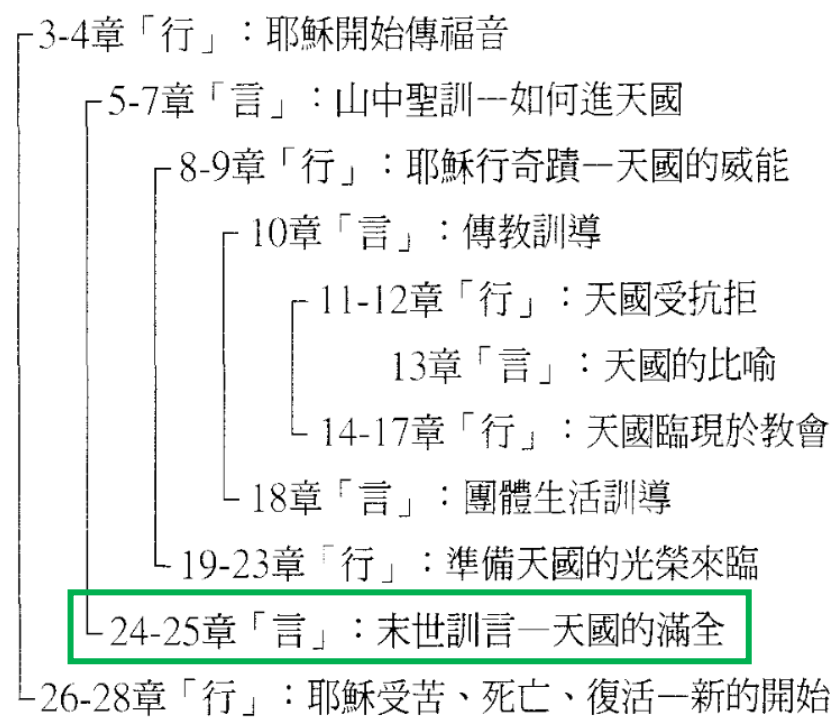 3-4章「行」：耶穌開始傳福音
5-7章「言」：山中聖訓—如何進天國
8-9章「行」：耶穌行奇蹟—天國的威能
10章「言」：傳教訓導
11-12章「行」：天國受抗拒
13章「言」：天國的比喻
14-17章「行」：天國臨現於教會
18章「言」：團體生活訓導
19-23章「行」：準備天國的光榮來臨
24-25章「言」：末世訓言—天國的滿全
26-28章「行」：耶穌受苦、死亡、復活—新的開始